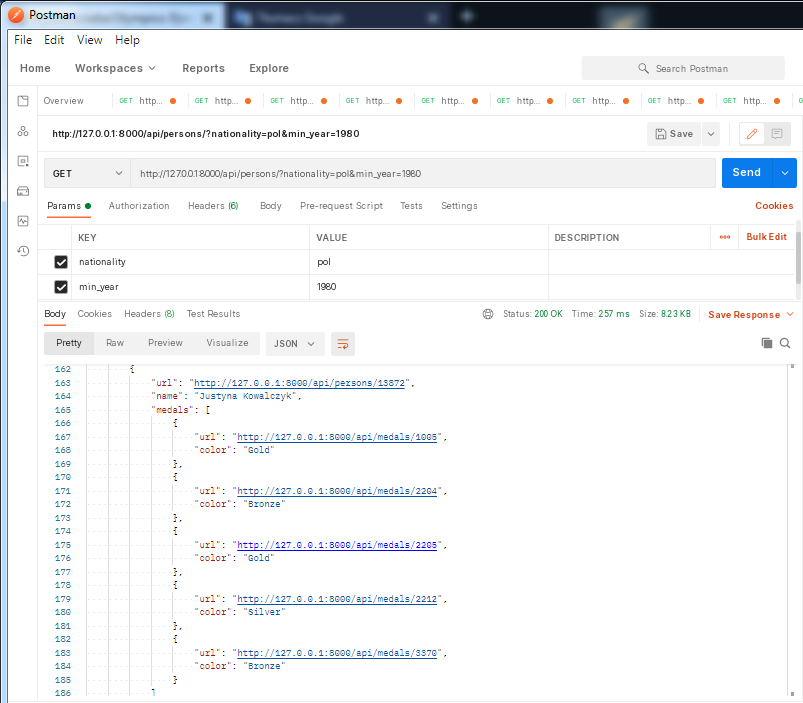 Postman
File Edit View Help
Home Workspaces Reports Explore Search Postman
Overview GET http... GET http... GET http... GET http... GET http... GET http... GET http... GET http... GET http...
http://127.0.0.1:8000/api/persons/?nationality=pol&min_year=1980 Save
GET http://127.0.0.1:8000/api/persons/?nationality=pol&min_year=1980 Send
Params Authorization Headers (6) Body Pre-request Script Tests Settings Cookies
KEY VALUE DESCRIPTION ooo Bulk Edit
nationality pol
min_year 1980
Body Cookies Headers (8) Test Results Status: 200 OK Time: 257 ms Size: 8.23 KB Save Response
Pretty Raw Preview Visualize JSON
162 {
163 "url": "http://127.0.0.1:8000/api/persons/13872",
164 "name": "Justyna Kowalczyk",
165 "medals": [
166 {
167 "url": "http://127.0.0.1:8000/api/medals/1005",
168 "color": "Gold"
169 },
170 {
171 "url": "http://127.0.0.1:8000/api/medals/2204",
172 "color": "Bronze"
173 },
174 {
175 "url": "http://127.0.0.1:8000/api/medals/2205",
176 "color": "Gold"
177 },
178 {
179 "url": "http://127.0.0.1:8000/api/medals/2212",
180 "color": "Silver"
181 },
182 {
183 "url": "http://127.0.0.1:8000/api/medals/3370",
184 "color": "Bronze"
185 }
186 ]